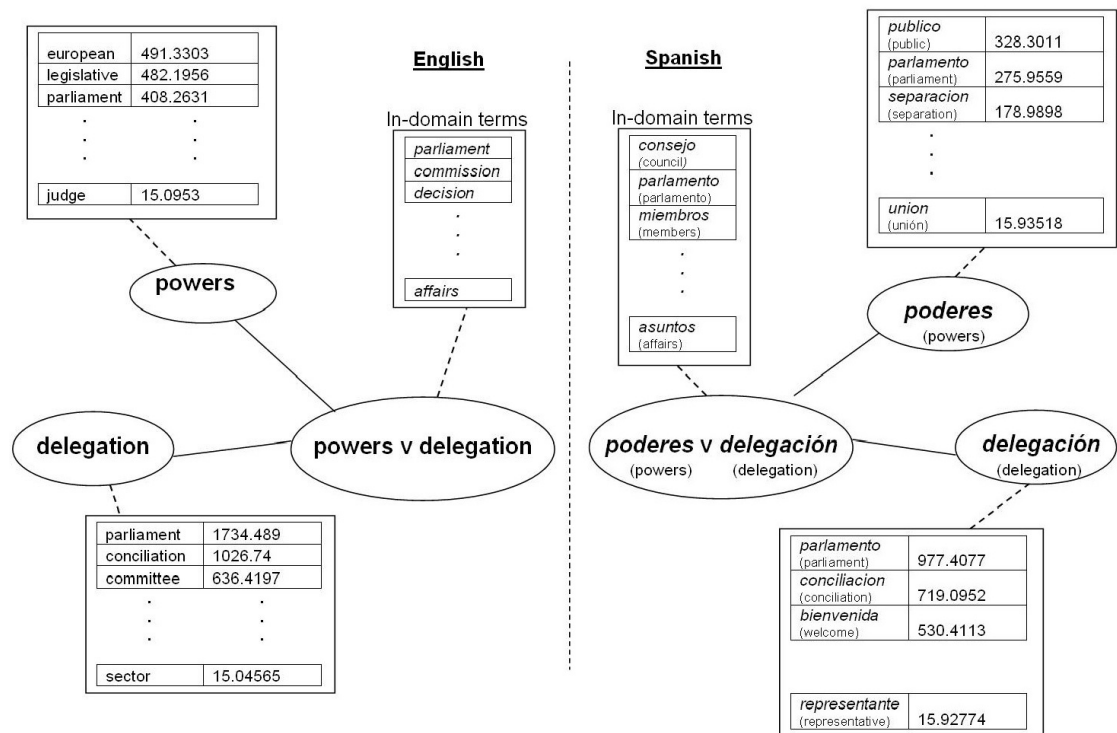 english
European 491.3303
legislative 482.1956
parliament 408.2631
. .
. .
. .
judge 15.0953
powers
delegation
parliament 1734.489
conciliation 1026.74
committee 636.4197
. .
. .
. .
sector 15.04565
English
In-domain terms
parliament
commission
decision
.
.
.
.
affairs
powers v delegation
Spanish
In-domain terms
consejo
(council)
parlamento
(parlamento)
miembros
(members)
.
.
.
asuntos
(affairs)
poderes v delegación
(powers) (delegation)
publico 328.3011
(public)
parlamento 275.9559
(parliament)
separacion 178.9898
(separation)
.
.
.
union 15.93518
(unión)
poderes
(powers)
delegación
(delegation)
parlamento 977.4077
(parliament)
conciliacion 719.0952
(conciliation)
bienvenida 530.4113
(welcome)
representante 15.92774
(representative)